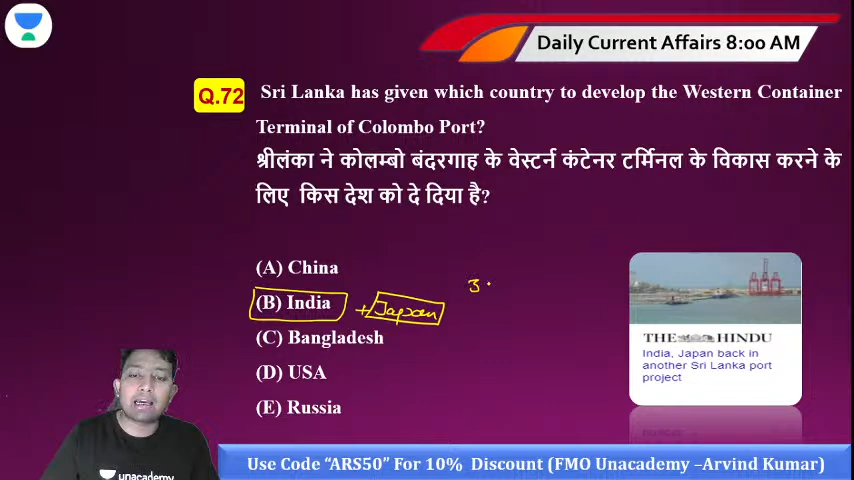 Daily Current Affairs 8:00 AM
Q.72 Sri Lanka has given which country to develop the Western Container
Terminal of Colombo Port?
श्रीलंका ने कोलम्बो बंदरगाह के वेस्टर्न कंटेनर टर्मिनल के विकास करने के
लिए किस देश को दे दिया है?
(A) China
(B) India + Japan
3.
(C) Bangladesh
(D) USA
(E) Russia
THE HINDU
India, Japan back in
another Sri Lanka port
project
unacademy
Use Code “ARS50” For 10% Discount (FMO Unacademy –Arvind Kumar)